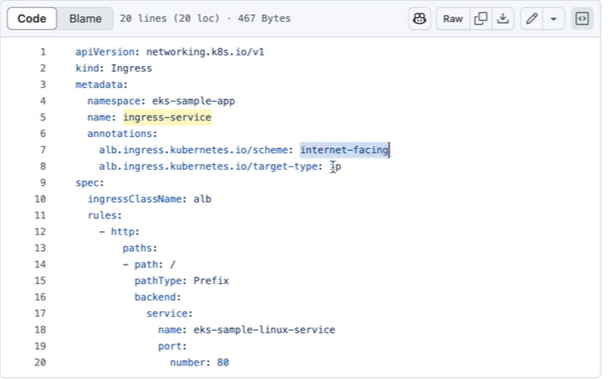 Code Blame 20 lines (20 loc) · 467 Bytes Raw
1 apiVersion: networking.k8s.io/v1
2 kind: Ingress
3 metadata:
4   namespace: eks-sample-app
5   name: ingress-service
6   annotations:
7     alb.ingress.kubernetes.io/scheme: internet-facing
8     alb.ingress.kubernetes.io/target-type: ip
9 spec:
10   ingressClassName: alb
11   rules:
12     - http:
13         paths:
14         - path: /
15           pathType: Prefix
16           backend:
17             service:
18               name: eks-sample-linux-service
19               port:
20                 number: 80